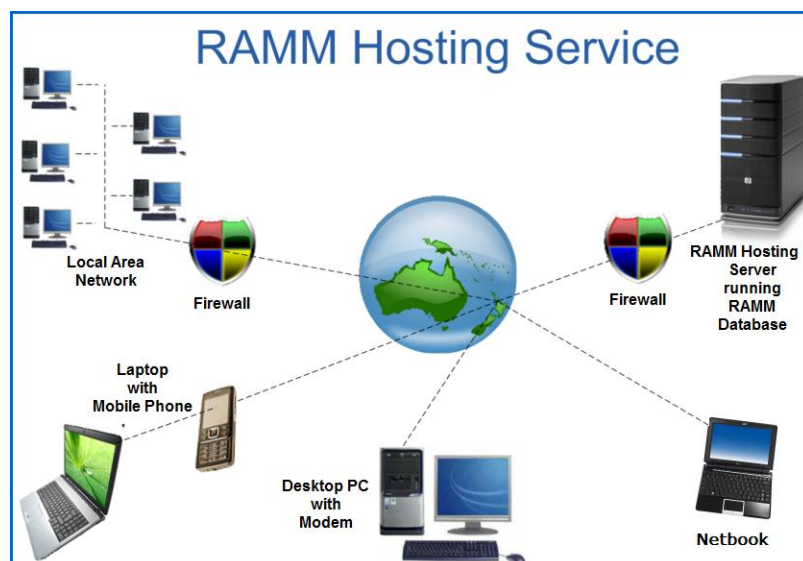 RAMM Hosting Service
Local Area
Network
Firewall
Firewall
RAMM Hosting
Server
running
RAMM
Database
Laptop
with
Mobile Phone
Desktop PC
with
Modem
Netbook